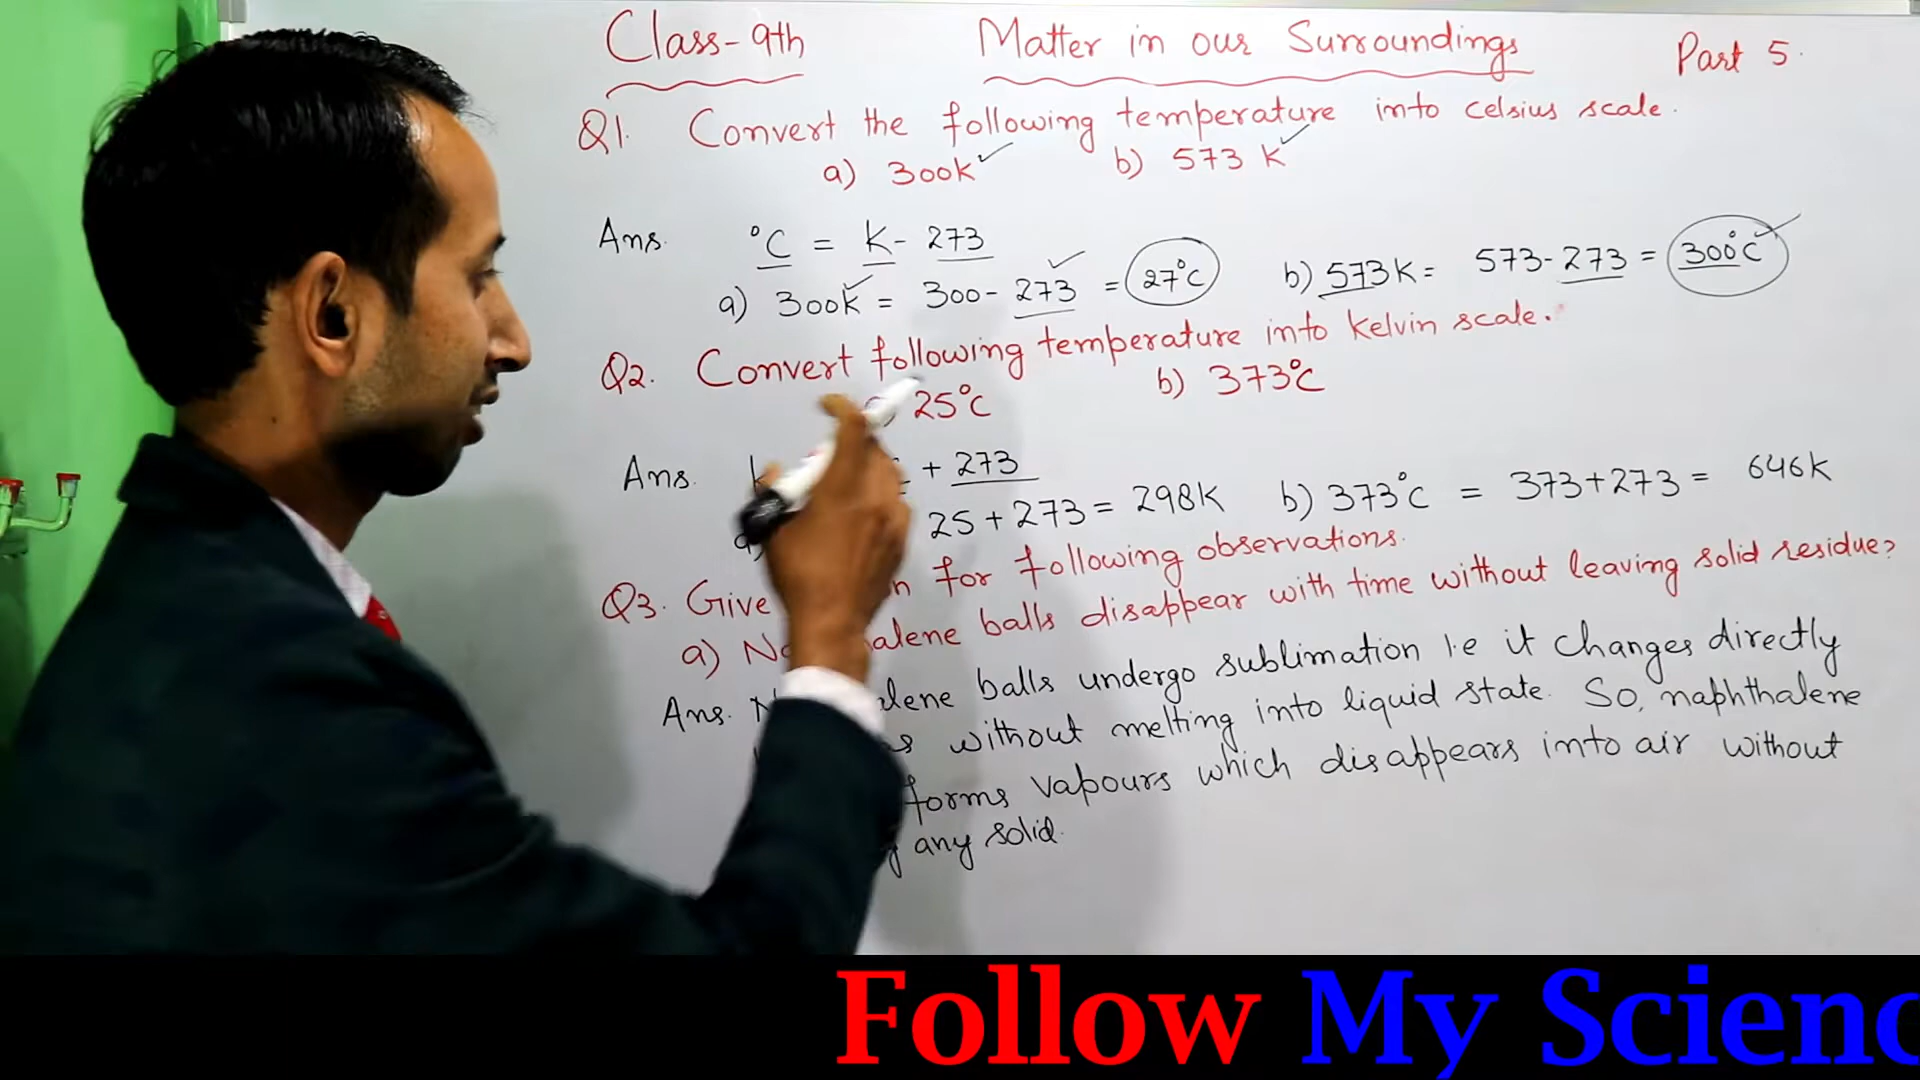 Class-9th Matter in our Surroundings Part 5.
Q1. Convert the following temperature into celsius scale.
a) 300k b) 573 k
Ans. °C = k - 273
a) 300k = 300 - 273 = 27°C b) 573k = 573-273 = 300°C
Q2. Convert following temperature into kelvin scale.
25°C b) 373°C
Ans. + 273
25 + 273 = 298k b) 373°C = 373+273 = 646k
Q3. Give for following observations.
a) balls disappear with time without leaving solid residue?
Ans. balls undergo sublimation i.e it changes directly
without melting into liquid state. So, naphthalene
forms vapours which disappears into air without
any solid.
Follow My